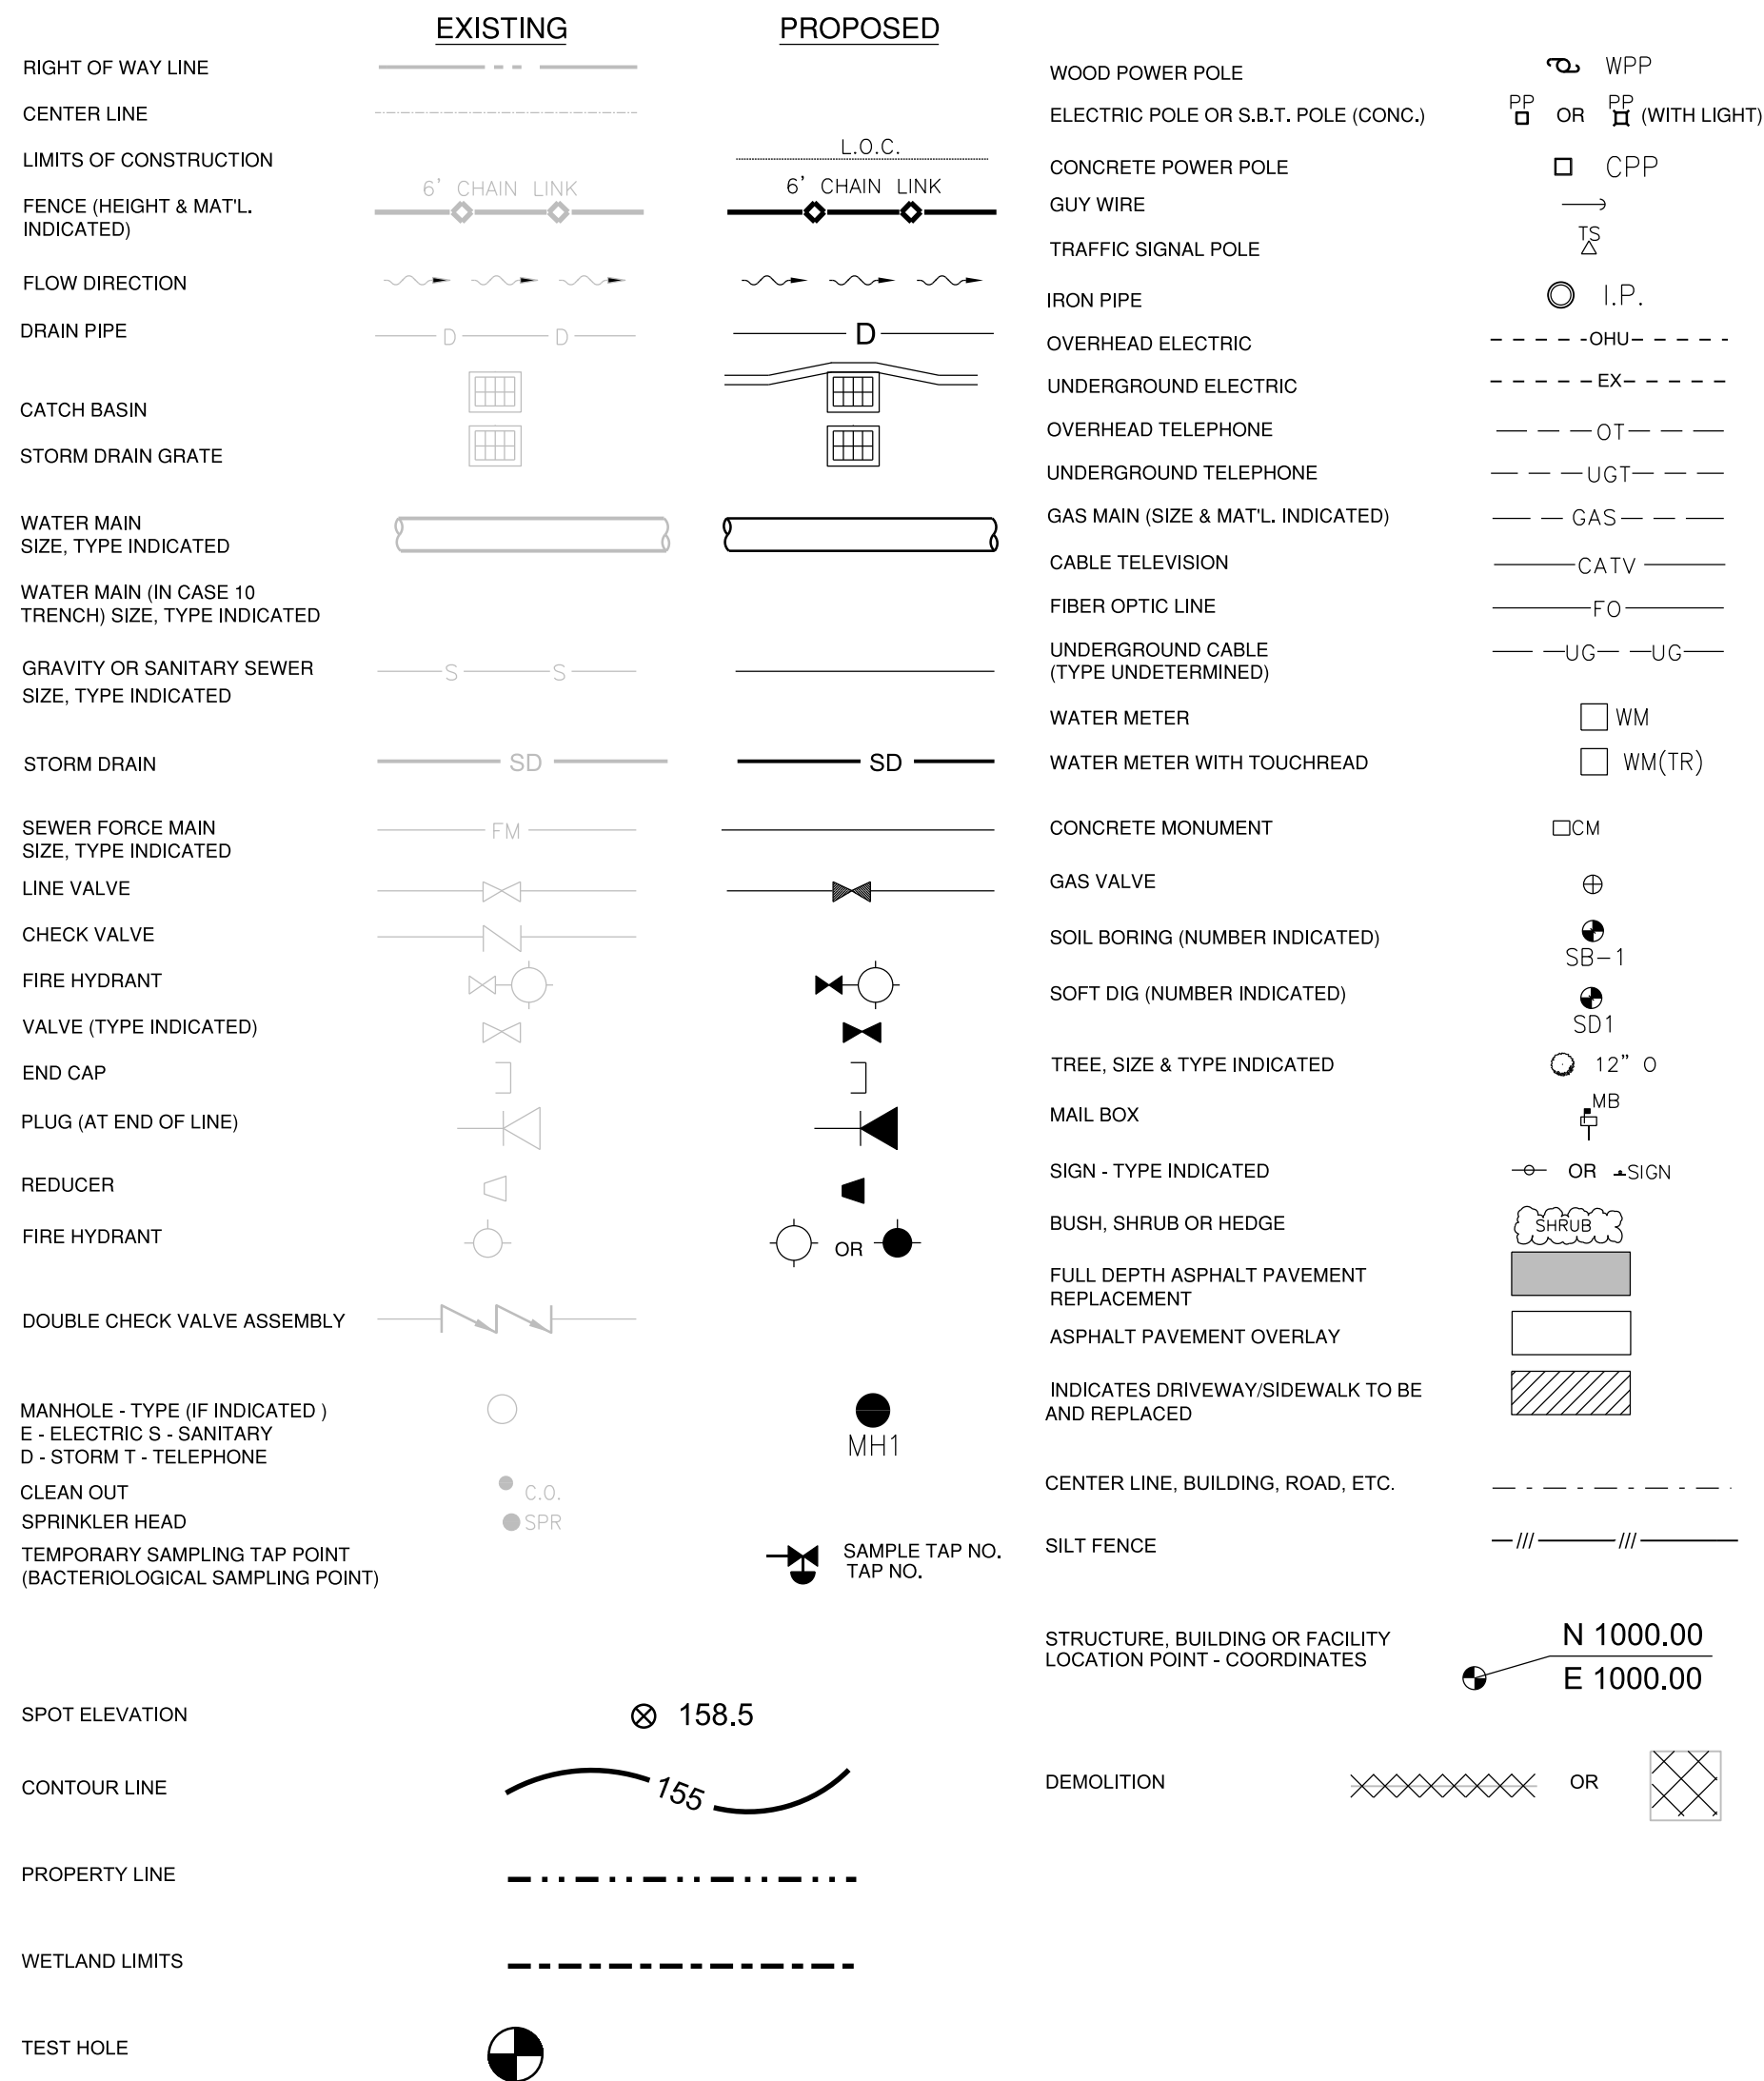 EXISTING PROPOSED
RIGHT OF WAY LINE
CENTER LINE
LIMITS OF CONSTRUCTION L.O.C.
6' CHAIN LINK 6' CHAIN LINK
FENCE (HEIGHT & MAT'L.
INDICATED)
FLOW DIRECTION
DRAIN PIPE D D D
CATCH BASIN
STORM DRAIN GRATE
WATER MAIN
SIZE, TYPE INDICATED
WATER MAIN (IN CASE 10
TRENCH) SIZE, TYPE INDICATED
GRAVITY OR SANITARY SEWER S S
SIZE, TYPE INDICATED
STORM DRAIN SD SD
SEWER FORCE MAIN FM
SIZE, TYPE INDICATED
LINE VALVE
CHECK VALVE
FIRE HYDRANT
VALVE (TYPE INDICATED)
END CAP
PLUG (AT END OF LINE)
REDUCER
FIRE HYDRANT OR
DOUBLE CHECK VALVE ASSEMBLY
MANHOLE - TYPE (IF INDICATED )
E - ELECTRIC S - SANITARY
D - STORM T - TELEPHONE
MH1
CLEAN OUT C.O.
SPRINKLER HEAD SPR
TEMPORARY SAMPLING TAP POINT
(BACTERIOLOGICAL SAMPLING POINT)
SAMPLE TAP NO.
TAP NO.
SPOT ELEVATION 158.5
CONTOUR LINE 155
PROPERTY LINE
WETLAND LIMITS
TEST HOLE
WOOD POWER POLE WPP
PP PP
ELECTRIC POLE OR S.B.T. POLE (CONC.) OR (WITH LIGHT)
CONCRETE POWER POLE CPP
GUY WIRE
TS
TRAFFIC SIGNAL POLE
IRON PIPE I.P.
OVERHEAD ELECTRIC OHU
UNDERGROUND ELECTRIC EX
OVERHEAD TELEPHONE OT
UNDERGROUND TELEPHONE UGT
GAS MAIN (SIZE & MAT'L. INDICATED) GAS
CABLE TELEVISION CATV
FIBER OPTIC LINE FO
UNDERGROUND CABLE UG UG
(TYPE UNDETERMINED)
WATER METER WM
WATER METER WITH TOUCHREAD WM(TR)
CONCRETE MONUMENT CM
GAS VALVE
SOIL BORING (NUMBER INDICATED)
SB-1
SOFT DIG (NUMBER INDICATED)
SD1
TREE, SIZE & TYPE INDICATED 12" O
MAIL BOX MB
SIGN - TYPE INDICATED OR SIGN
BUSH, SHRUB OR HEDGE SHRUB
FULL DEPTH ASPHALT PAVEMENT
REPLACEMENT
ASPHALT PAVEMENT OVERLAY
INDICATES DRIVEWAY/SIDEWALK TO BE
AND REPLACED
CENTER LINE, BUILDING, ROAD, ETC.
SILT FENCE
STRUCTURE, BUILDING OR FACILITY
LOCATION POINT - COORDINATES
N 1000.00
E 1000.00
DEMOLITION OR